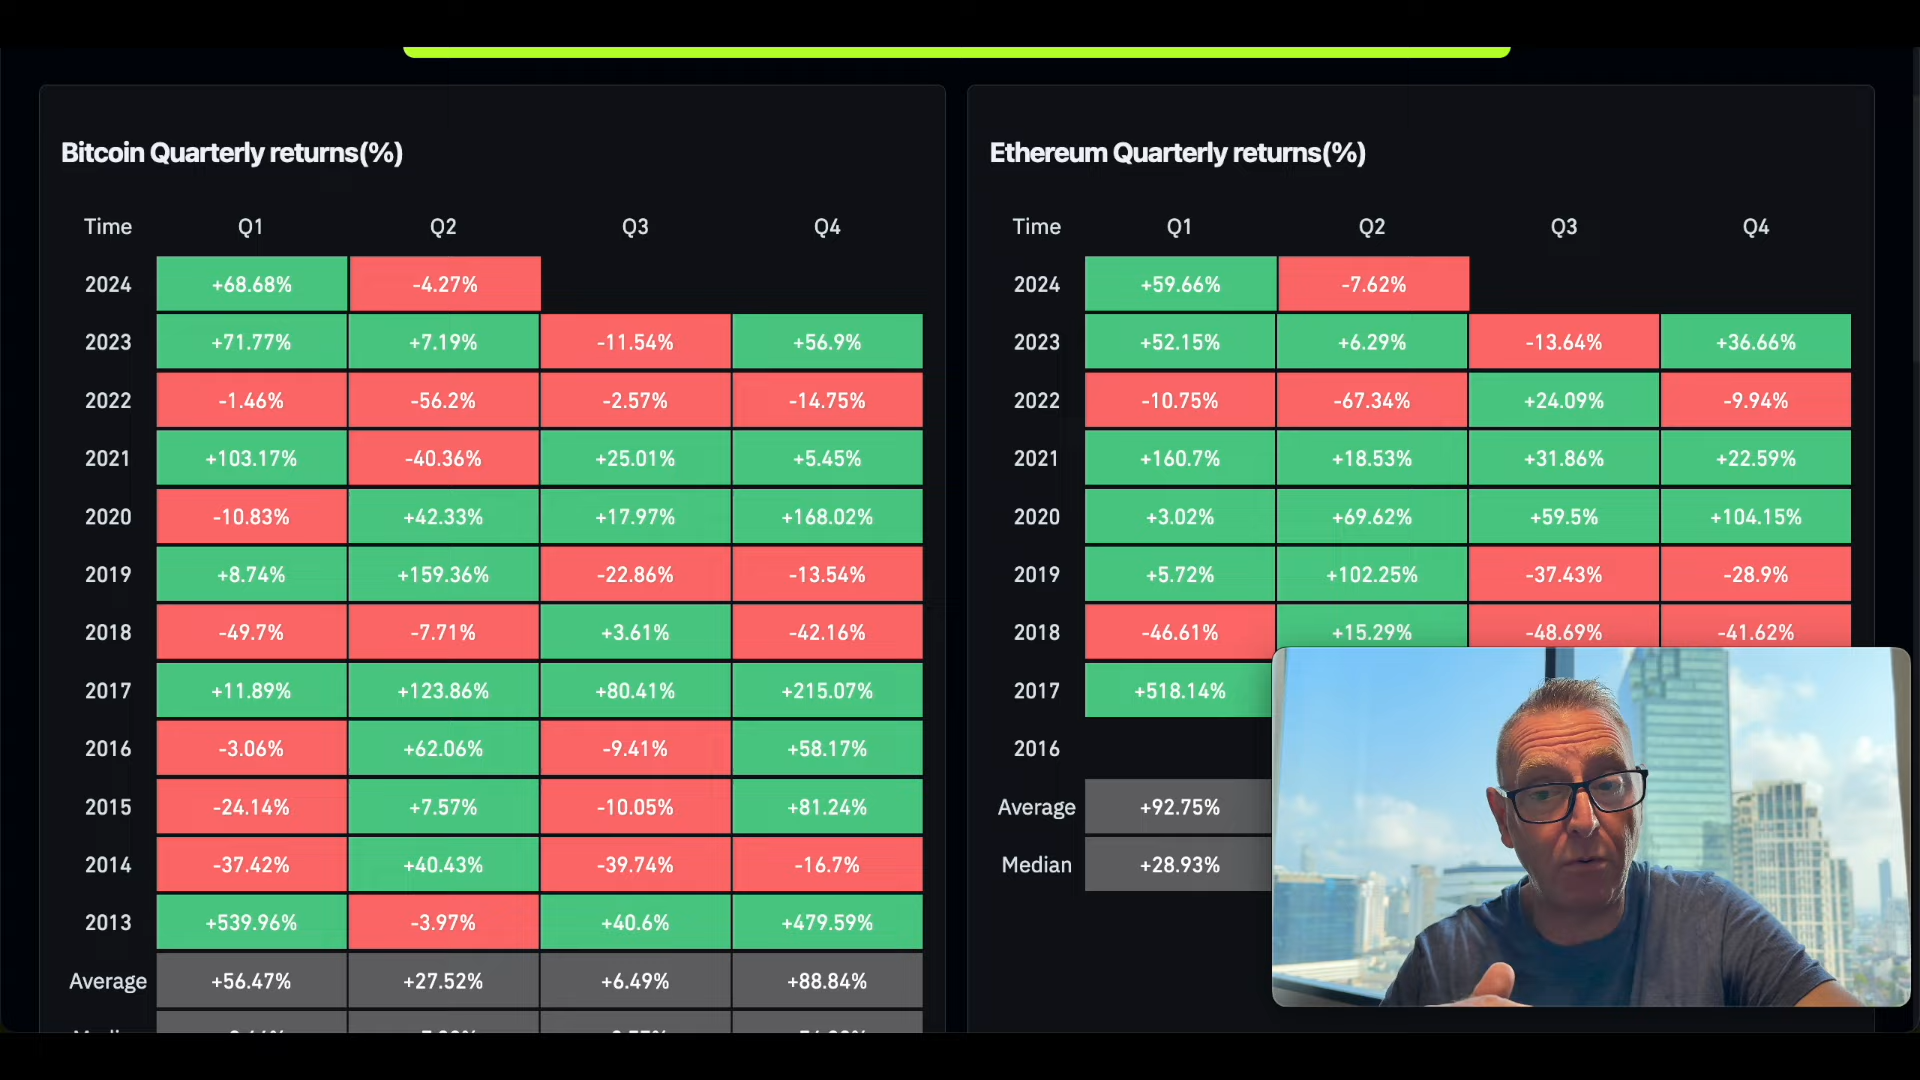 Bitcoin Quarterly returns(%)
Time Q1 Q2 Q3 Q4
2024 +68.68% -4.27%
2023 +71.77% +7.19% -11.54% +56.9%
2022 -1.46% -56.2% -2.57% -14.75%
2021 +103.17% -40.36% +25.01% +5.45%
2020 -10.83% +42.33% +17.97% +168.02%
2019 +8.74% +159.36% -22.86% -13.54%
2018 -49.7% -7.71% +3.61% -42.16%
2017 +11.89% +123.86% +80.41% +215.07%
2016 -3.06% +62.06% -9.41% +58.17%
2015 -24.14% +7.57% -10.05% +81.24%
2014 -37.42% +40.43% -39.74% -16.7%
2013 +539.96% -3.97% +40.6% +479.59%
Average +56.47% +27.52% +6.49% +88.84%
Ethereum Quarterly returns(%)
Time Q1 Q2 Q3 Q4
2024 +59.66% -7.62%
2023 +52.15% +6.29% -13.64% +36.66%
2022 -10.75% -67.34% +24.09% -9.94%
2021 +160.7% +18.53% +31.86% +22.59%
2020 +3.02% +69.62% +59.5% +104.15%
2019 +5.72% +102.25% -37.43% -28.9%
2018 -46.61% +15.29% -48.69% -41.62%
2017 +518.14%
2016
Average +92.75%
Median +28.93%